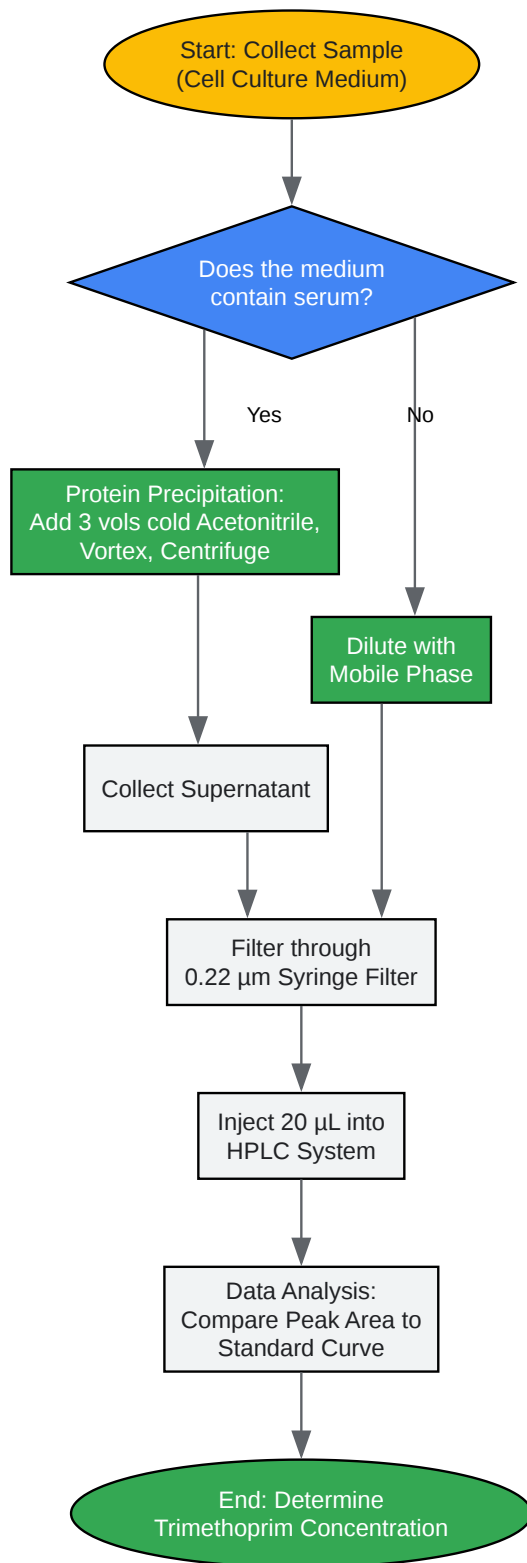 Start: Collect Sample
(Cell Culture Medium)
Does the medium
contain serum?
Yes
No
Protein Precipitation:
Add 3 vols cold Acetonitrile,
Vortex, Centrifuge
Dilute with
Mobile Phase
Collect Supernatant
Filter through
0.22 µm Syringe Filter
Inject 20 µL into
HPLC System
Data Analysis:
Compare Peak Area to
Standard Curve
End: Determine
Trimethoprim Concentration